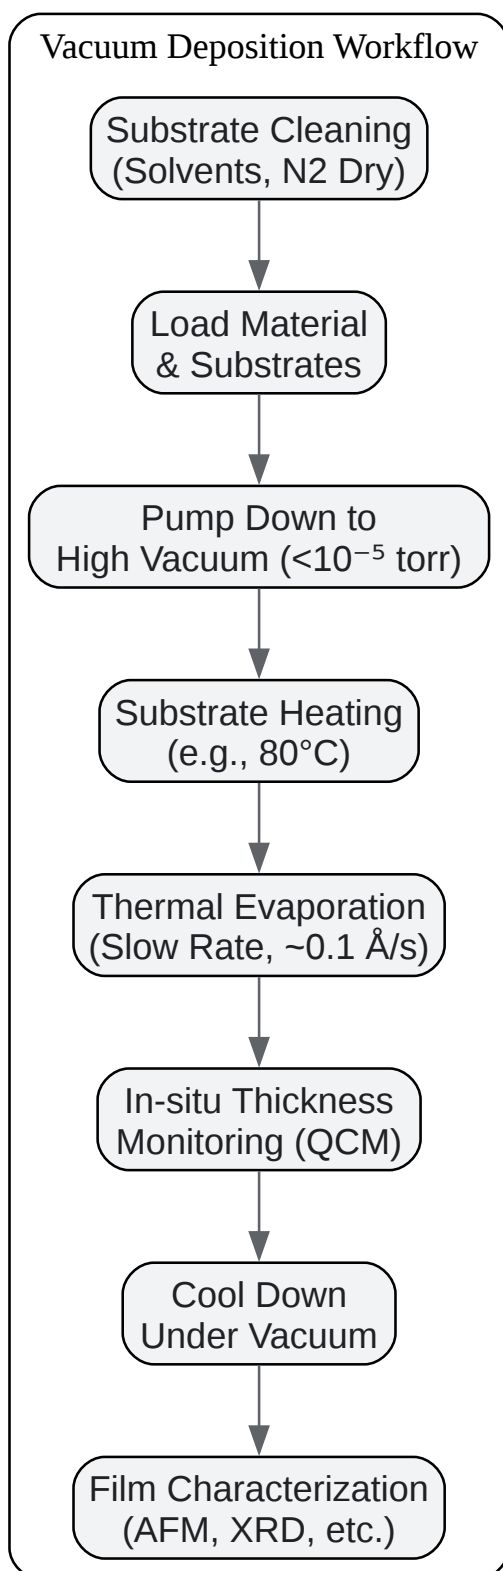 Vacuum Deposition Workflow
Substrate Cleaning
(Solvents, N2 Dry)
Load Material
& Substrates
Pump Down to
High Vacuum (<10⁻⁵ torr)
Substrate Heating
(e.g., 80°C)
Thermal Evaporation
(Slow Rate, ~0.1 Å/s)
In-situ Thickness
Monitoring (QCM)
Cool Down
Under Vacuum
Film Characterization
(AFM, XRD, etc.)